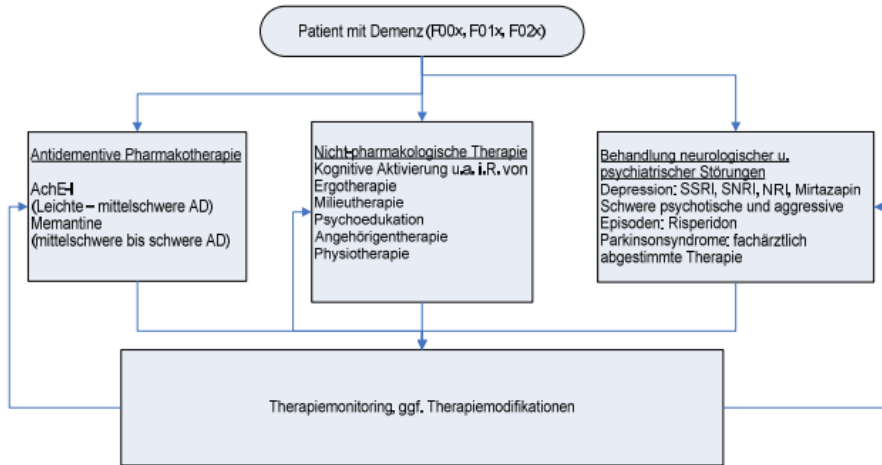 Patient mit Demenz (F00x, F01x, F02x)
Antidementive Pharmakotherapie
AchE-I
(Leichte – mittelschwere AD)
Memantine
(mittelschwere bis schwere AD)
Nicht-pharmakologische Therapie
Kognitive Aktivierung u.a. i.R. von
Ergotherapie
Milieutherapie
Psychoedukation
Angehörigentherapie
Physiotherapie
Behandlung neurologischer u.
psychiatrischer Störungen
Depression: SSRI, SNRI, NRI, Mirtazapin
Schwere psychotische und aggressive
Episoden: Risperidon
Parkinsonsyndrome: fachärztlich
abgestimmte Therapie
Therapiemonitoring, ggf. Therapiemodifikationen